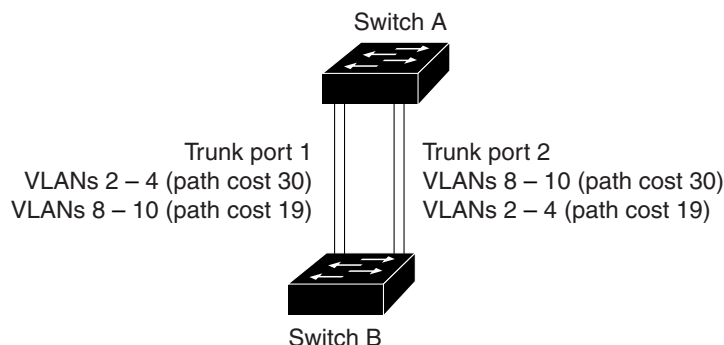 Switch A
Trunk port 1
VLANs 2 – 4 (path cost 30)
VLANs 8 – 10 (path cost 19)
Trunk port 2
VLANs 8 – 10 (path cost 30)
VLANs 2 – 4 (path cost 19)
Switch B